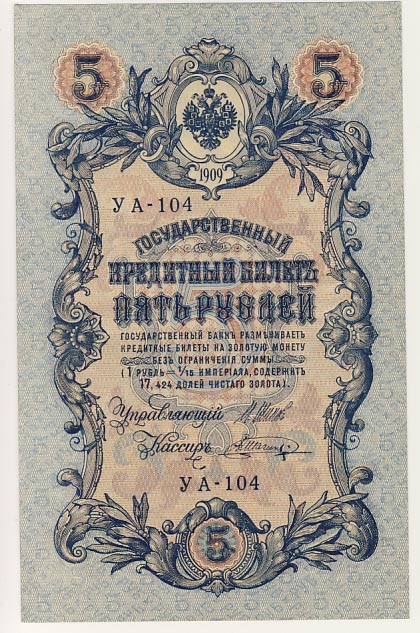 5 5
1909
УА-104
ГОСУДАРСТВЕННЫЙ
КРЕДИТНЫЙ БИЛЕТЪ
ПЯТЬ РУБЛЕЙ
ГОСУДАРСТВЕННЫЙ БАНКЪ РАЗМѢНИВАЕТЪ
КРЕДИТНЫЕ БИЛЕТЫ НА ЗОЛОТУЮ МОНЕТУ
БЕЗЪ ОГРАНИЧЕНІЯ СУММЫ
(1 РУБЛЬ = 1/15 ИМПЕРІАЛА, СОДЕРЖИТЪ
17,424 ДОЛЕЙ ЧИСТАГО ЗОЛОТА).
Управляющій
Кассиръ
УА-104
5